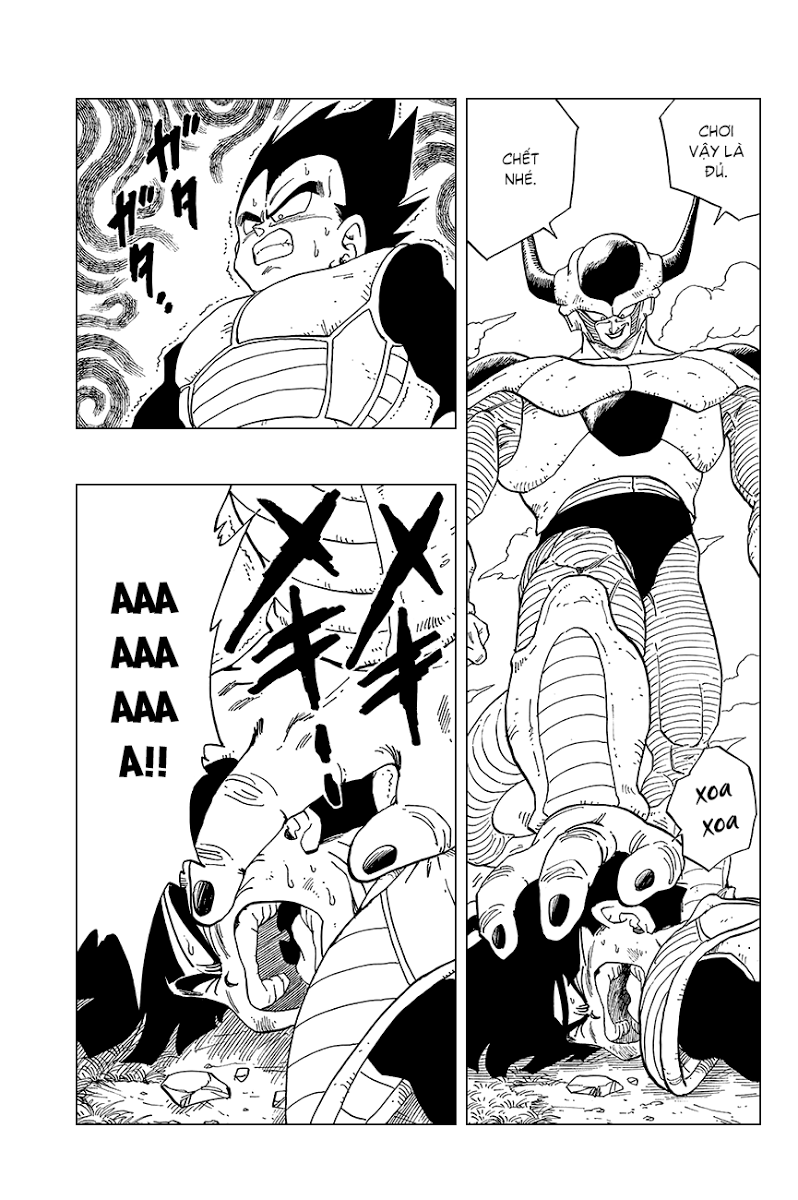 CHƠI
VẬY LÀ
ĐỦ.
CHẾT
NHÉ.
XOA
XOA
ガガ
タタ
‥
メメ
キキ
!
AAA
AAA
AAA
A!!